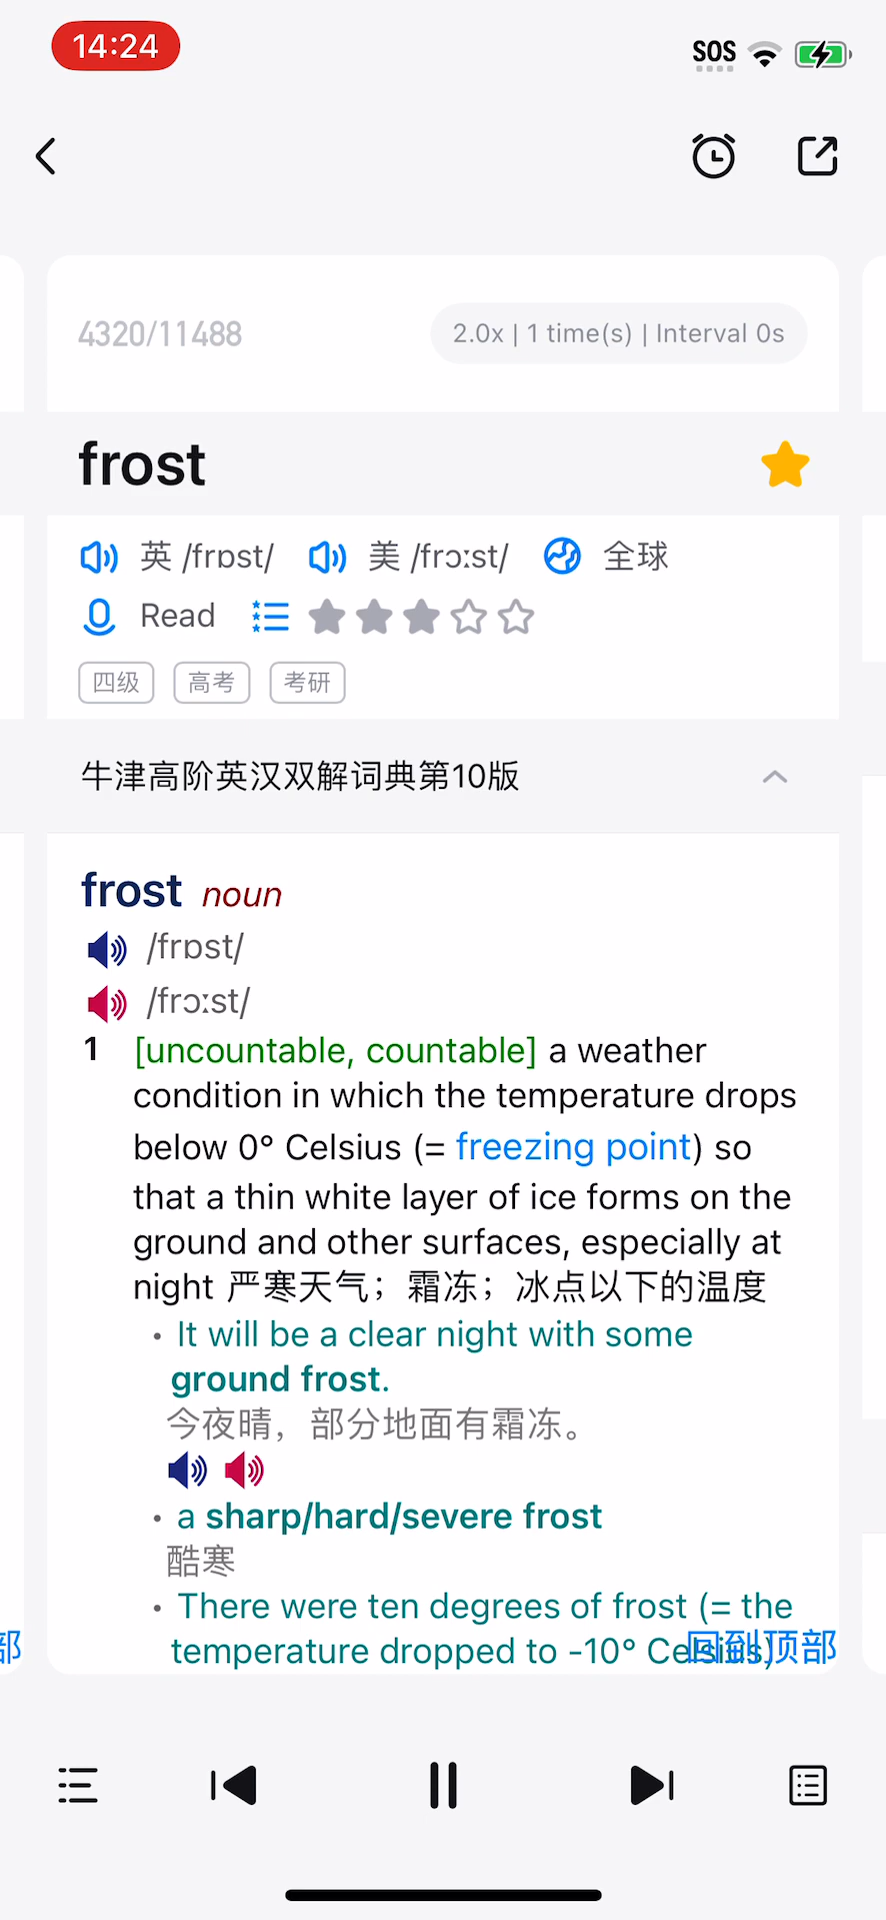 14:24
SOS
4320/11488
2.0x | 1 time(s) | Interval 0s
frost
英 /frɒst/ 美 /frɔːst/ 全球
Read
四级 高考 考研
牛津高阶英汉双解词典第10版
frost noun
/frɒst/
/frɔːst/
1 [uncountable, countable] a weather
condition in which the temperature drops
below 0° Celsius (= freezing point) so
that a thin white layer of ice forms on the
ground and other surfaces, especially at
night 严寒天气；霜冻；冰点以下的温度
• It will be a clear night with some
ground frost.
今夜晴，部分地面有霜冻。
• a sharp/hard/severe frost
酷寒
• There were ten degrees of frost (= the
temperature dropped to -10° Celsius)
回到顶部
部